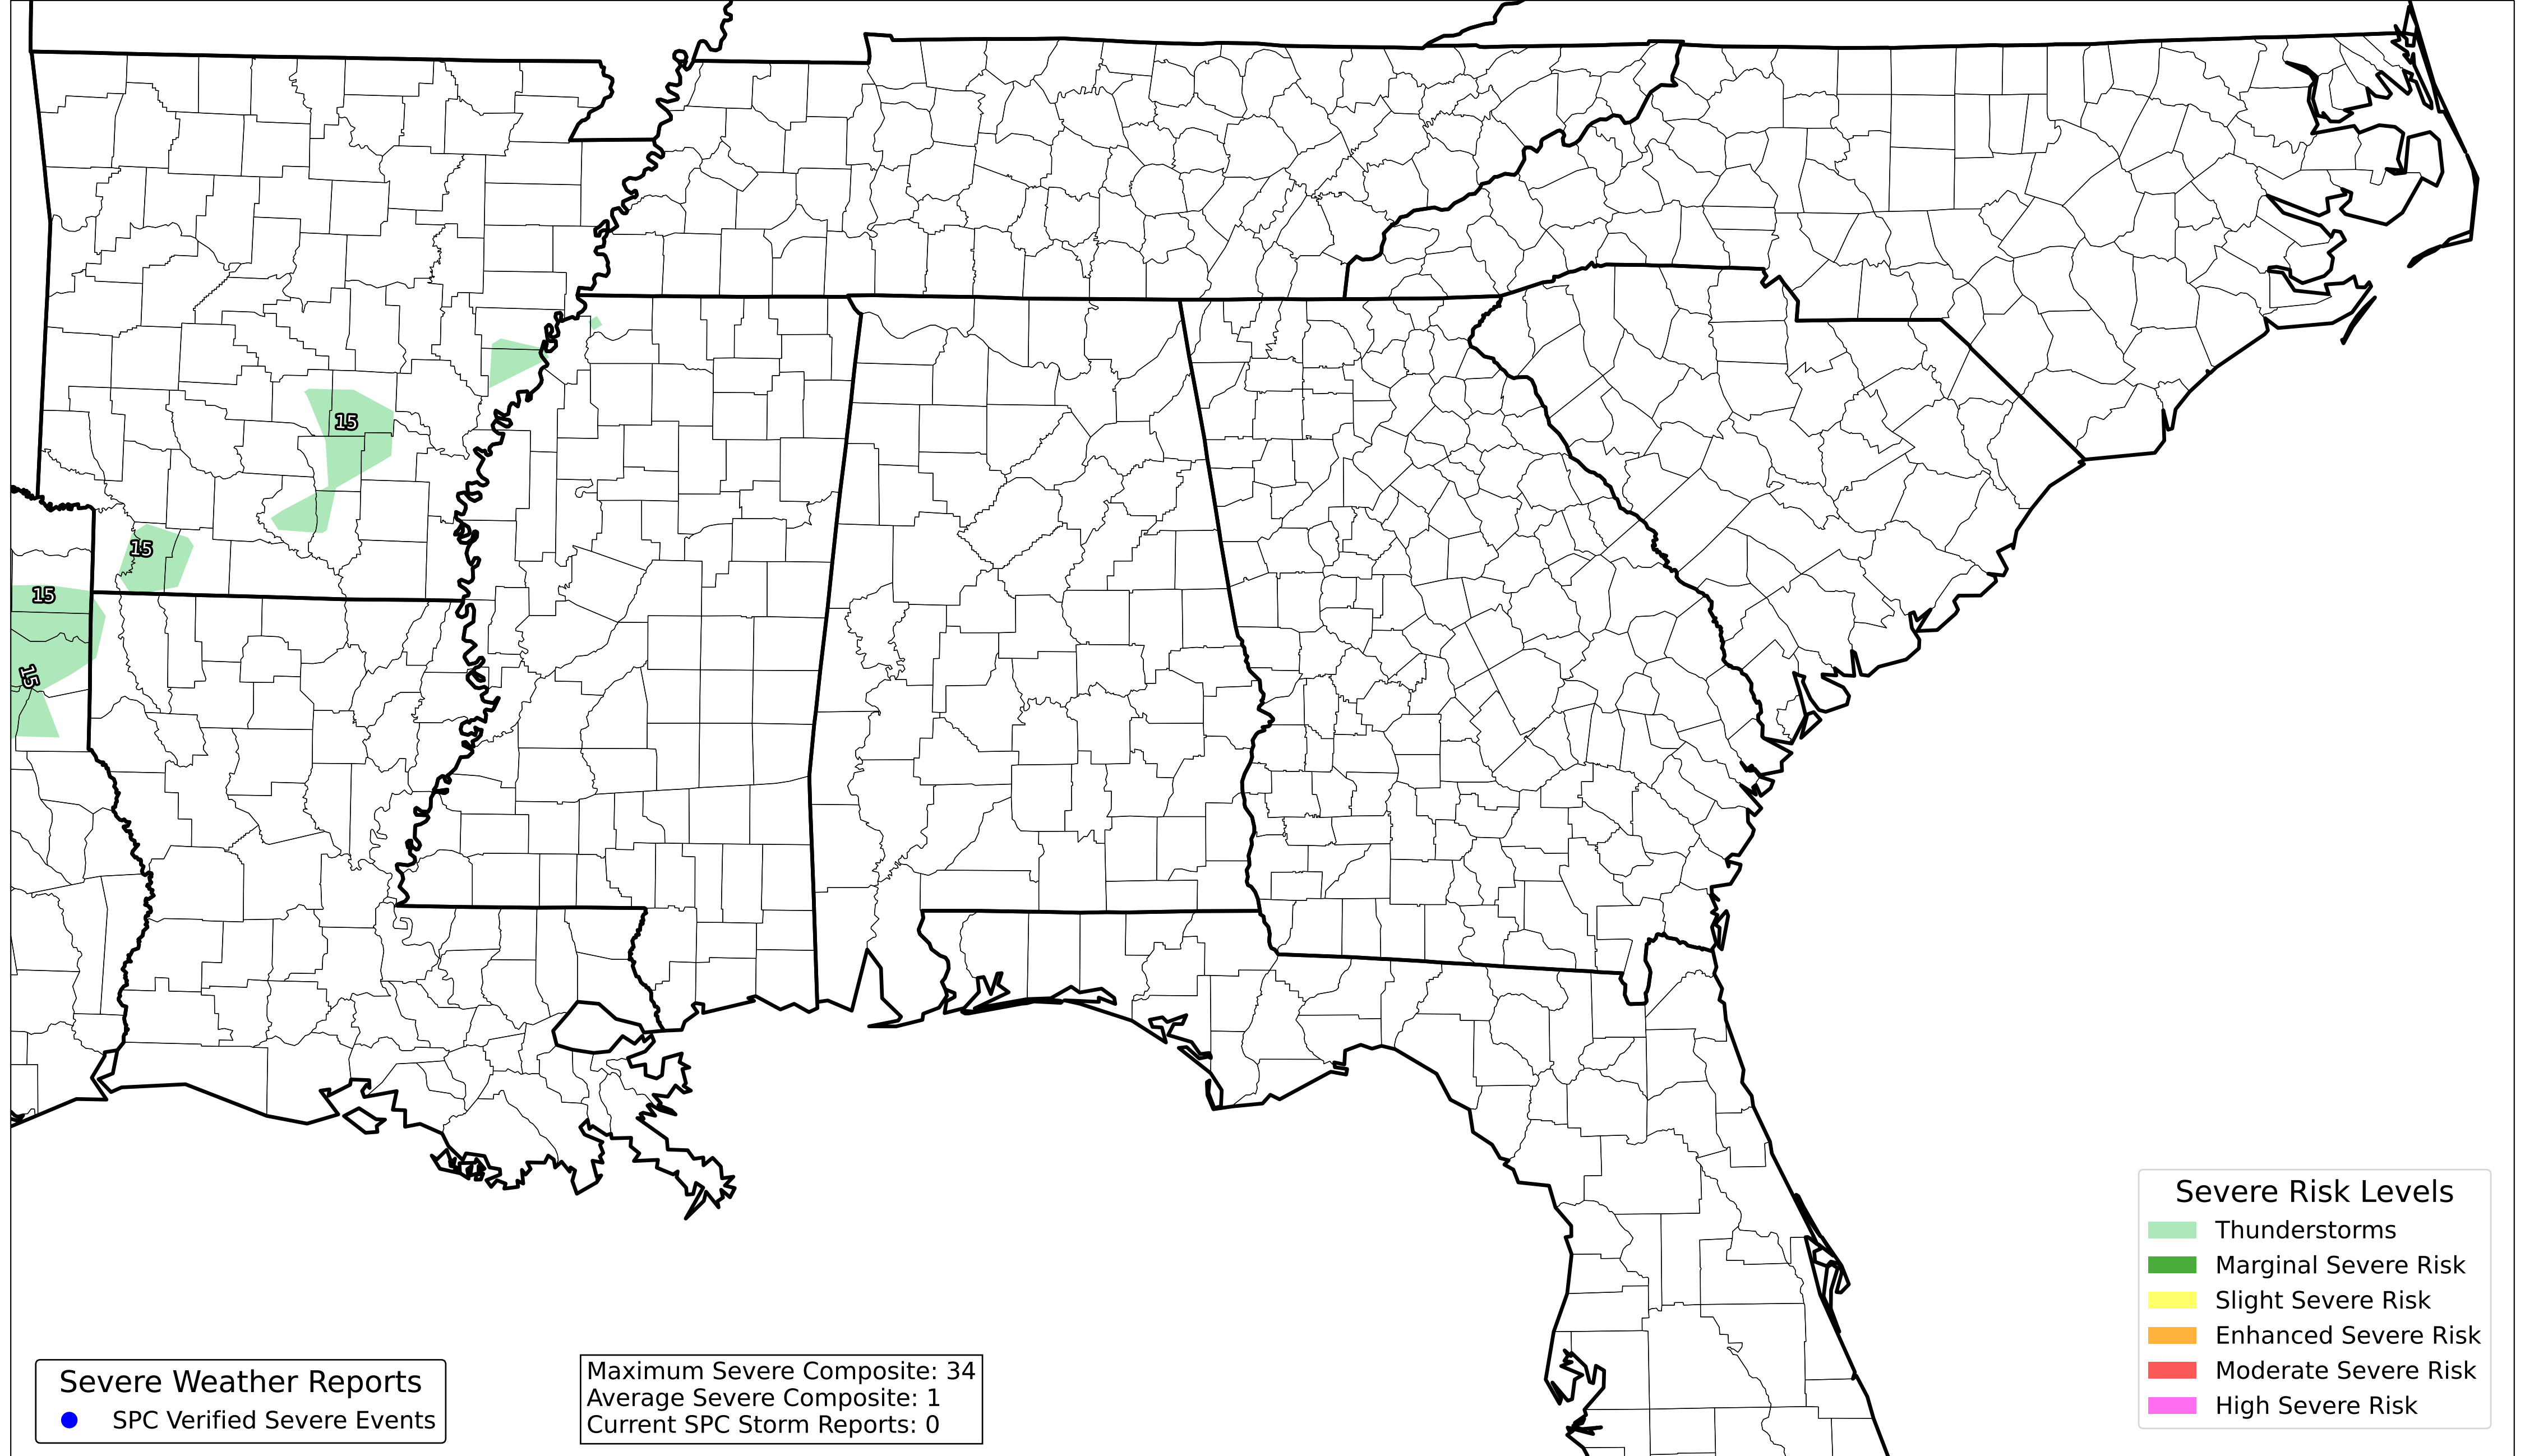 15
15
15
15
Severe Risk Levels
Thunderstorms
Marginal Severe Risk
Slight Severe Risk
Enhanced Severe Risk
Moderate Severe Risk
High Severe Risk
Severe Weather Reports
SPC Verified Severe Events
Maximum Severe Composite: 34
Average Severe Composite: 1
Current SPC Storm Reports: 0